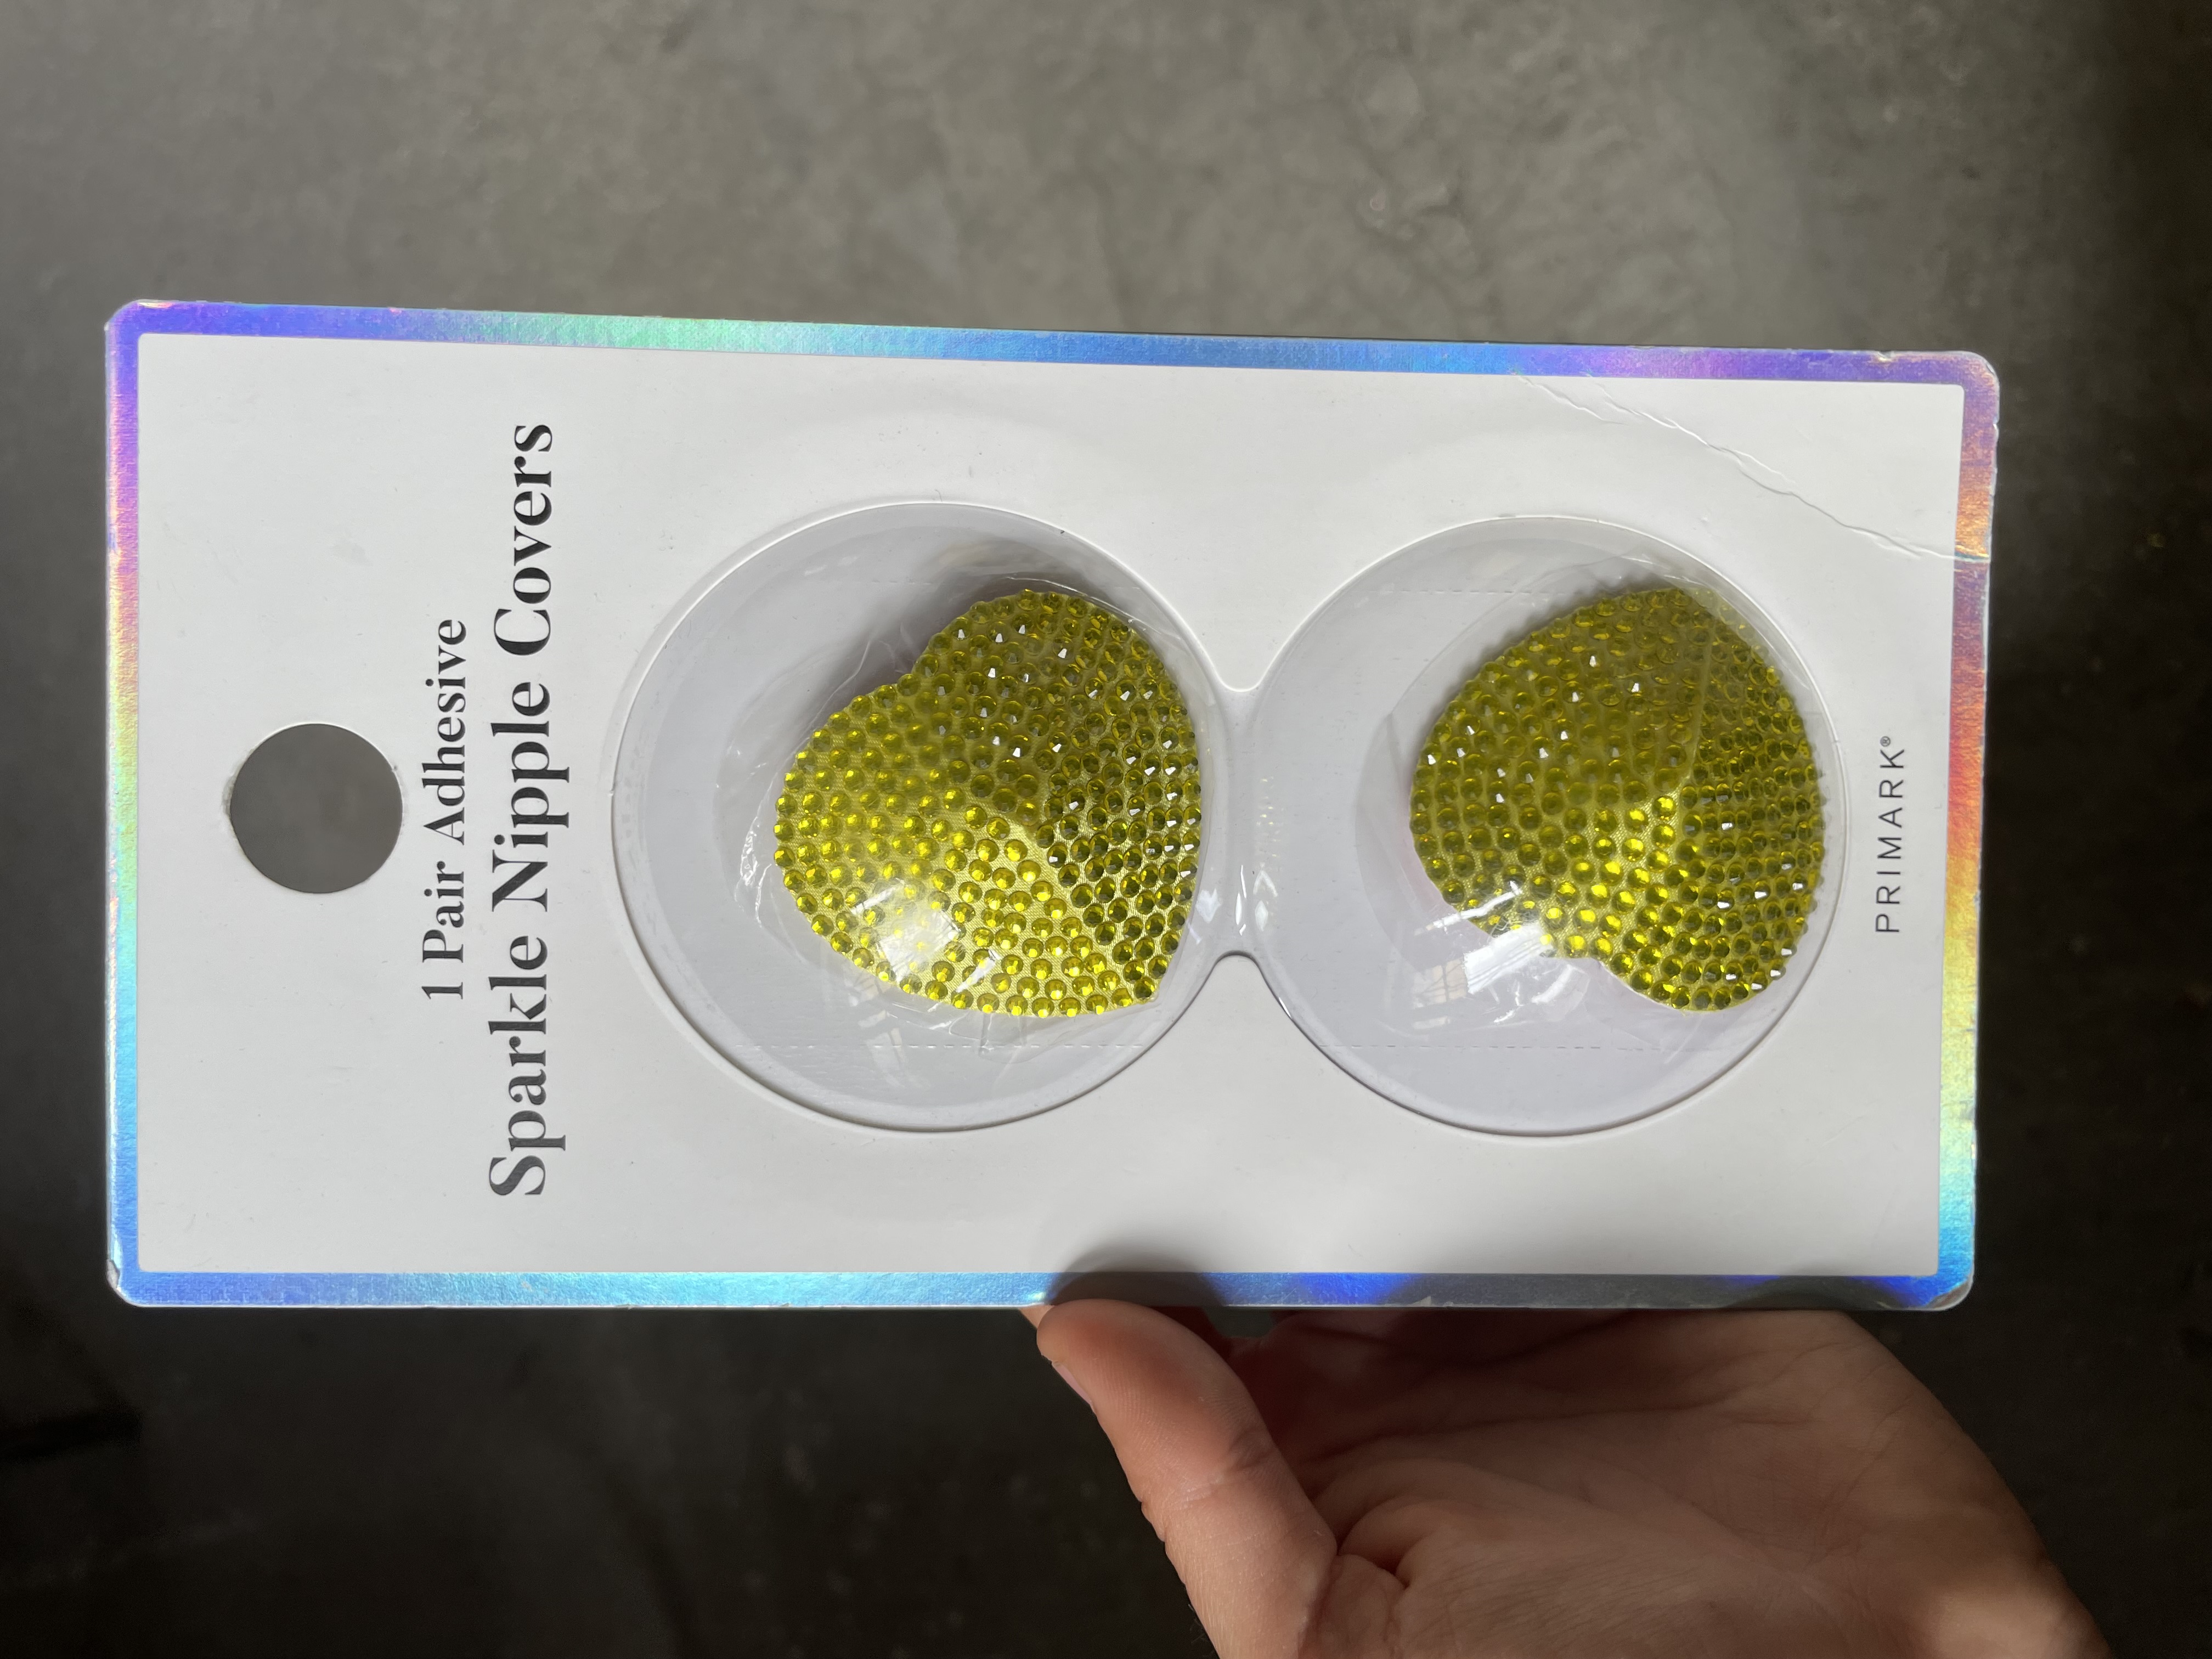 1 Pair Adhesive
Sparkle Nipple Covers
PRIMARK®